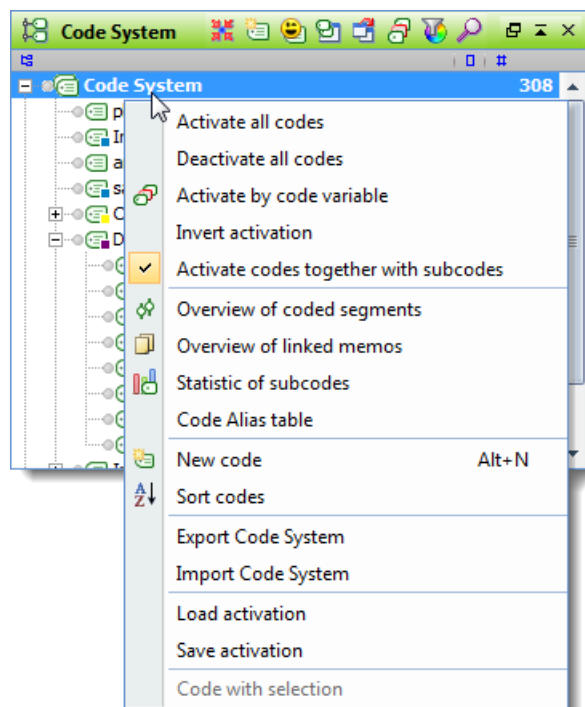 Code System
#
Code System 308
Activate all codes
Deactivate all codes
Activate by code variable
Invert activation
Activate codes together with subcodes
Overview of coded segments
Overview of linked memos
Statistic of subcodes
Code Alias table
New code Alt+N
Sort codes
Export Code System
Import Code System
Load activation
Save activation
Code with selection